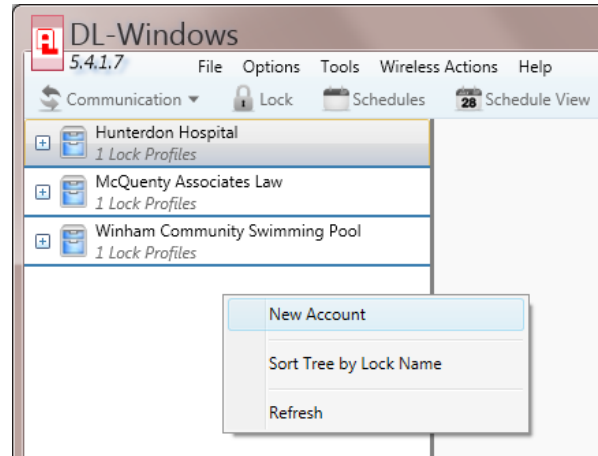 DL-Windows
5.4.1.7
File Options Tools Wireless Actions Help
Communication Lock Schedules 28 Schedule View
Hunterdon Hospital
1 Lock Profiles
McQuenty Associates Law
1 Lock Profiles
Winham Community Swimming Pool
1 Lock Profiles
New Account
Sort Tree by Lock Name
Refresh